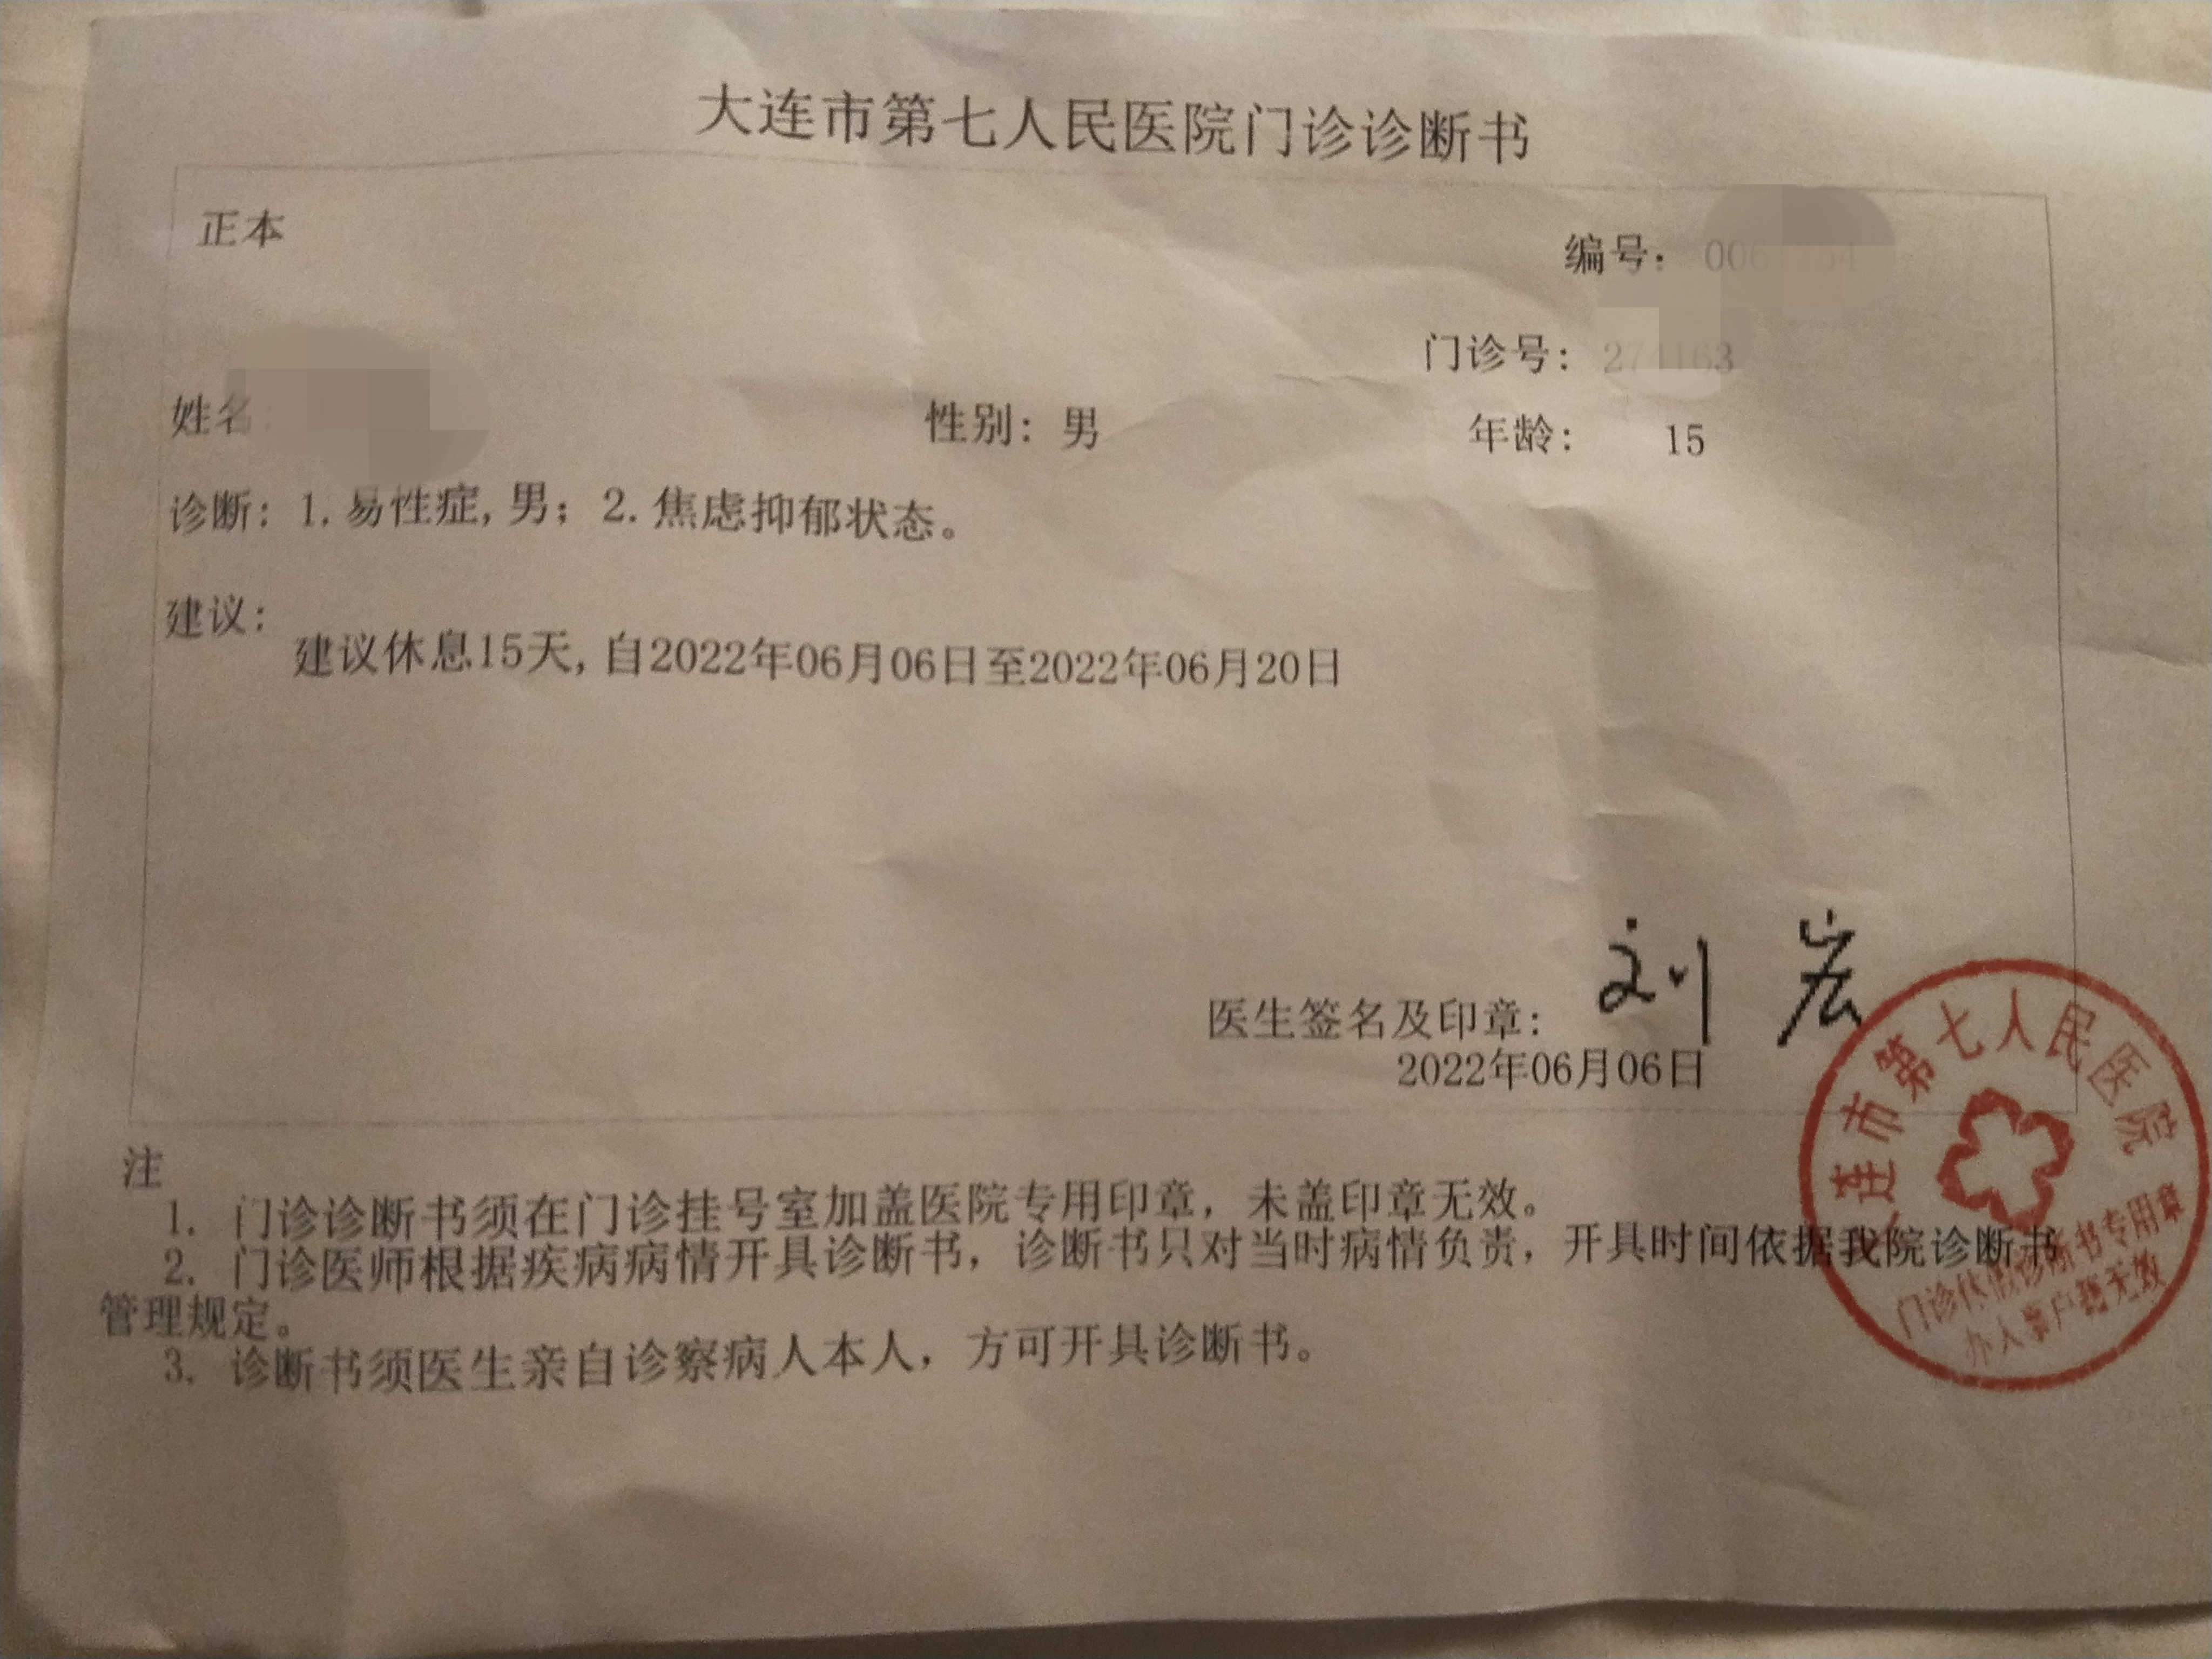 大连市第七人民医院门诊诊断书
正本
编号：006
门诊号：
姓名：
性别：男
年龄： 15
诊断：1.易性症,男；2.焦虑抑郁状态。
建议：
建议休息15天,自2022年06月06日至2022年06月20日
刘宏
医生签名及印章：
2022年06月06日
连市第七人民医院
门诊休假诊断书专用章
办人事户籍无效
注
1. 门诊诊断书须在门诊挂号室加盖医院专用印章，未盖印章无效。
2. 门诊医师根据疾病病情开具诊断书，诊断书只对当时病情负责，开具时间依据我院诊断书
管理规定。
3. 诊断书须医生亲自诊察病人本人，方可开具诊断书。